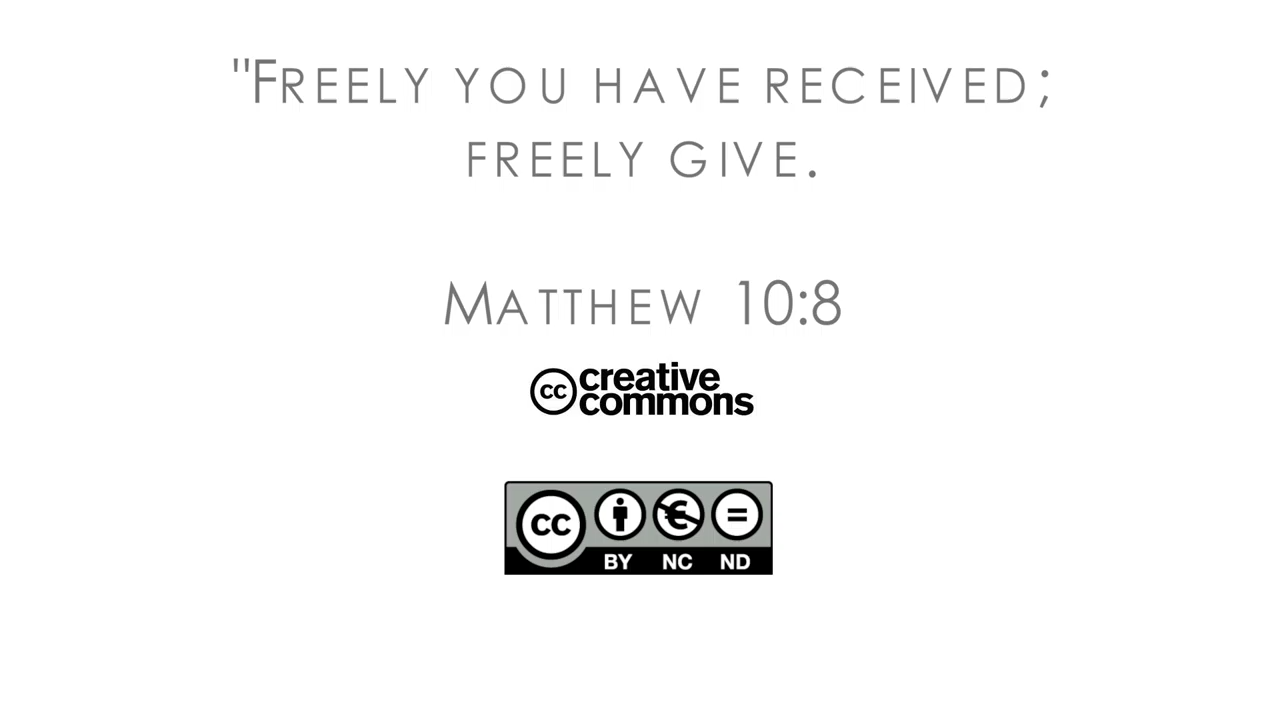 "FREELY YOU HAVE RECEIVED;
FREELY GIVE.
MATTHEW 10:8
cc creative
commons
cc BY NC ND